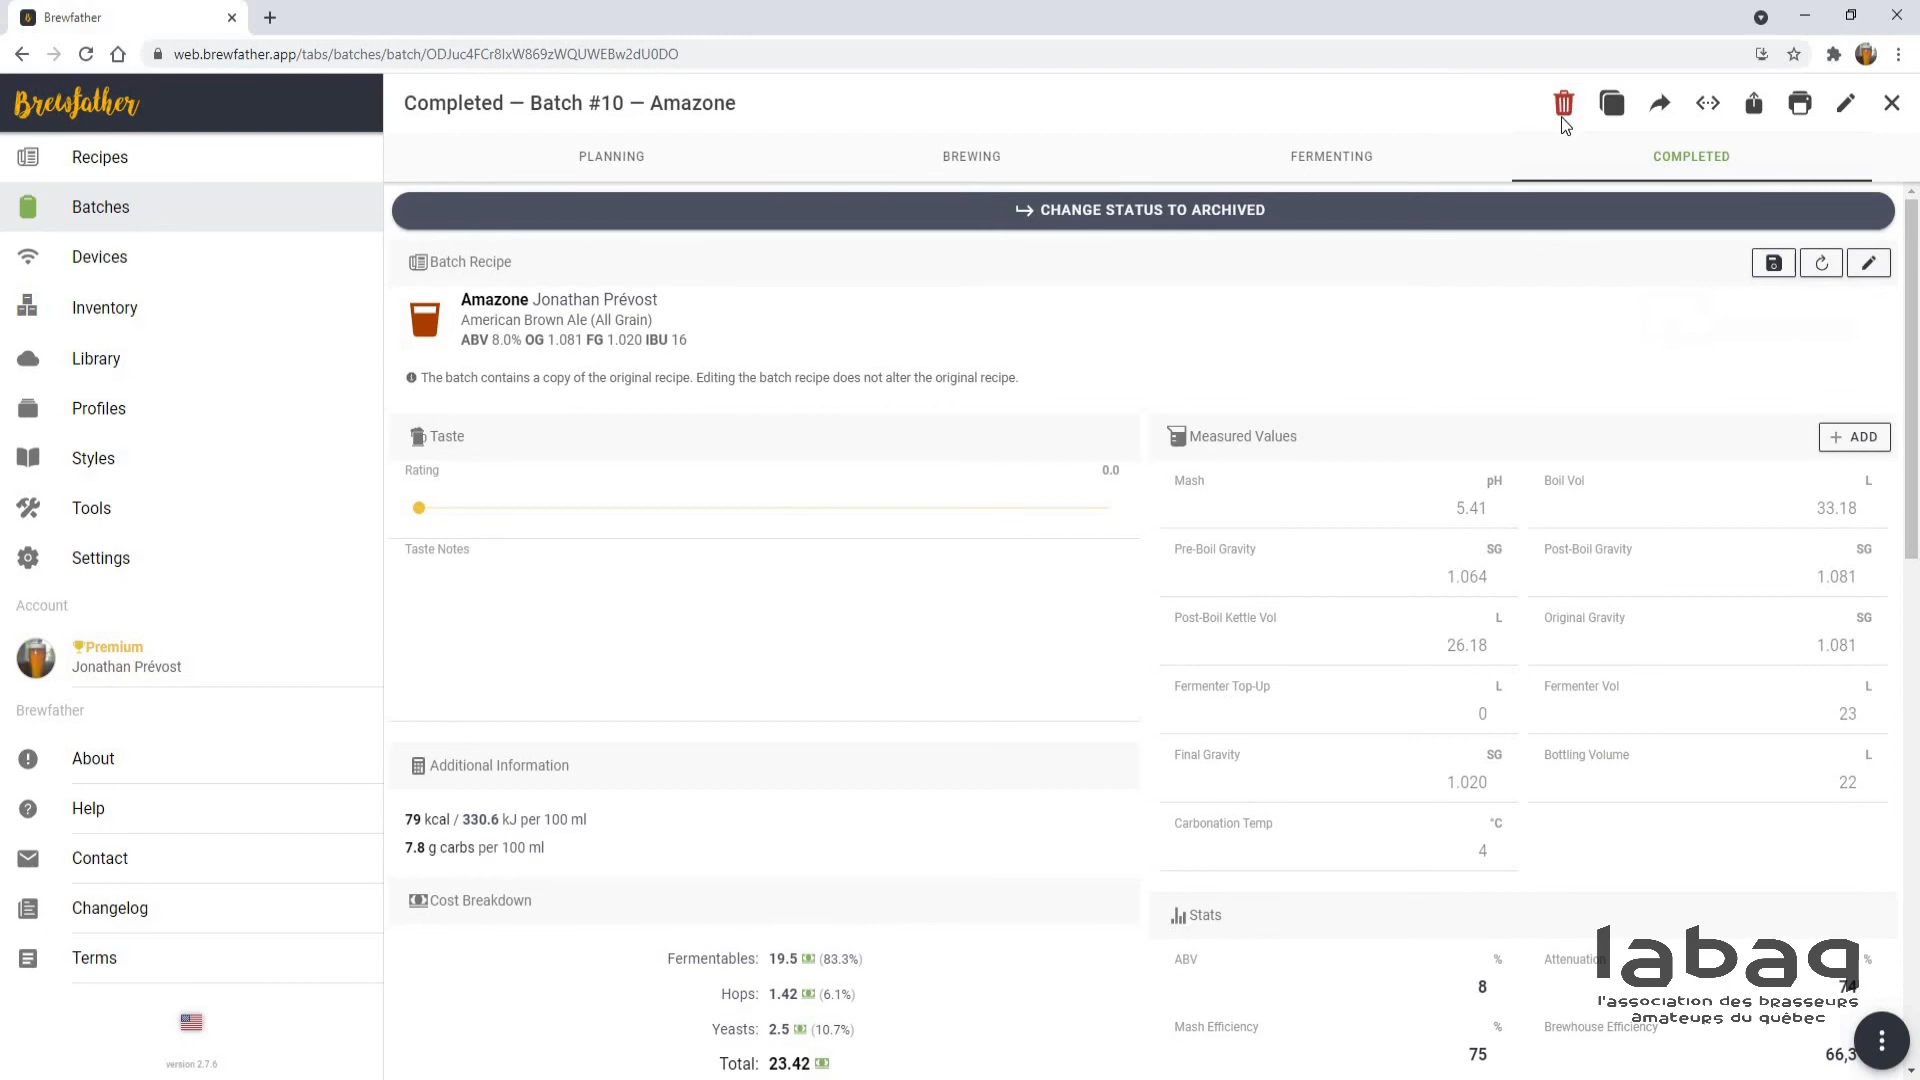 Brewfather
web.brewfather.app/tabs/batches/batch/ODJuc4FCr8IxW869zWQUWEBw2dU0DO
Brewfather
Completed — Batch #10 — Amazone
Recipes
Batches
Devices
Inventory
Library
Profiles
Styles
Tools
Settings
Account
Premium
Jonathan Prévost
Brewfather
About
Help
Contact
Changelog
Terms
version 2.7.6
PLANNING
BREWING
FERMENTING
COMPLETED
CHANGE STATUS TO ARCHIVED
Batch Recipe
Amazone Jonathan Prévost
American Brown Ale (All Grain)
ABV 8.0% OG 1.081 FG 1.020 IBU 16
The batch contains a copy of the original recipe. Editing the batch recipe does not alter the original recipe.
Taste
Rating 0.0
Taste Notes
Additional Information
79 kcal / 330.6 kJ per 100 ml
7.8 g carbs per 100 ml
Cost Breakdown
Fermentables: 19.5 (83.3%)
Hops: 1.42 (6.1%)
Yeasts: 2.5 (10.7%)
Total: 23.42
Measured Values
+ ADD
Mash pH
5.41
Boil Vol L
33.18
Pre-Boil Gravity SG
1.064
Post-Boil Gravity SG
1.081
Post-Boil Kettle Vol L
26.18
Original Gravity SG
1.081
Fermenter Top-Up L
0
Fermenter Vol L
23
Final Gravity SG
1.020
Bottling Volume L
22
Carbonation Temp °C
4
Stats
ABV %
8
Attenuation %
74
Mash Efficiency %
75
Brewhouse Efficiency
66,3
labaq
l'association des brasseurs
amateurs du québec